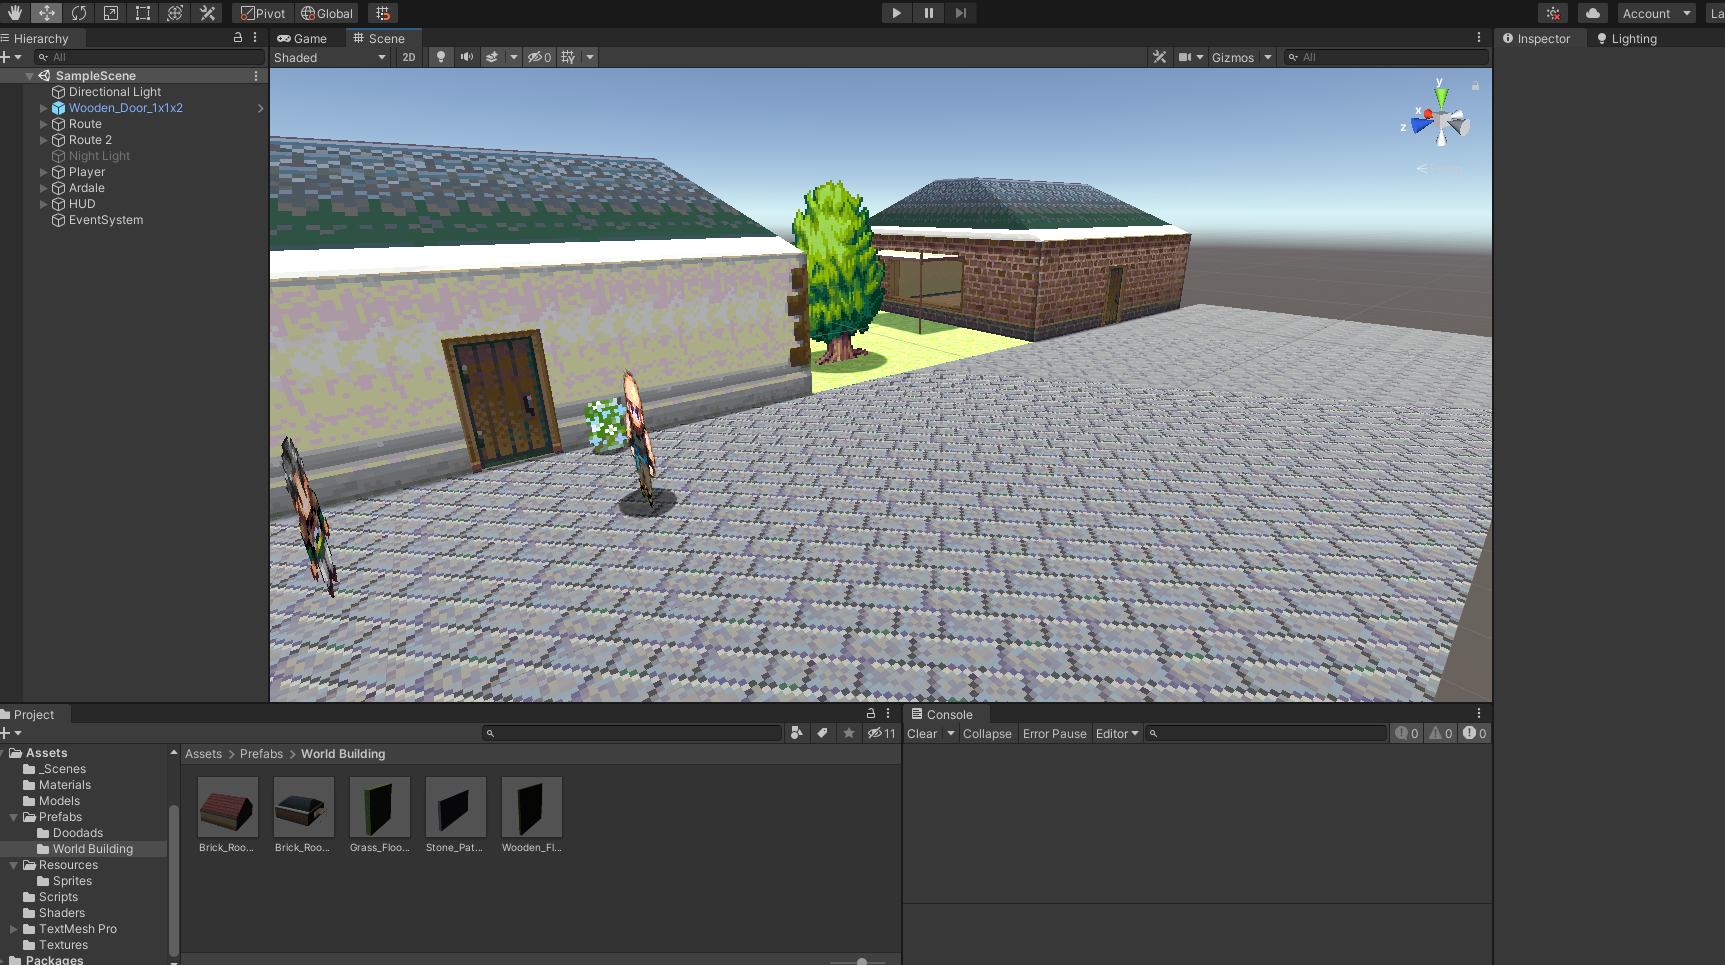 Pivot Global Account La
Hierarchy
All
SampleScene
Directional Light
Wooden_Door_1x1x2
Route
Route 2
Night Light
Player
Ardale
HUD
EventSystem
Game Scene
Shaded 2D 0 Gizmos All
y
x
z
Inspector Lighting
Project
11
Assets
_Scenes
Materials
Models
Prefabs
Doodads
World Building
Resources
Sprites
Scripts
Shaders
TextMesh Pro
Textures
Packages
Assets > Prefabs > World Building
Brick_Roo... Brick_Roo... Grass_Floo... Stone_Pat... Wooden_Fl...
Console
Clear Collapse Error Pause Editor 0 0 0